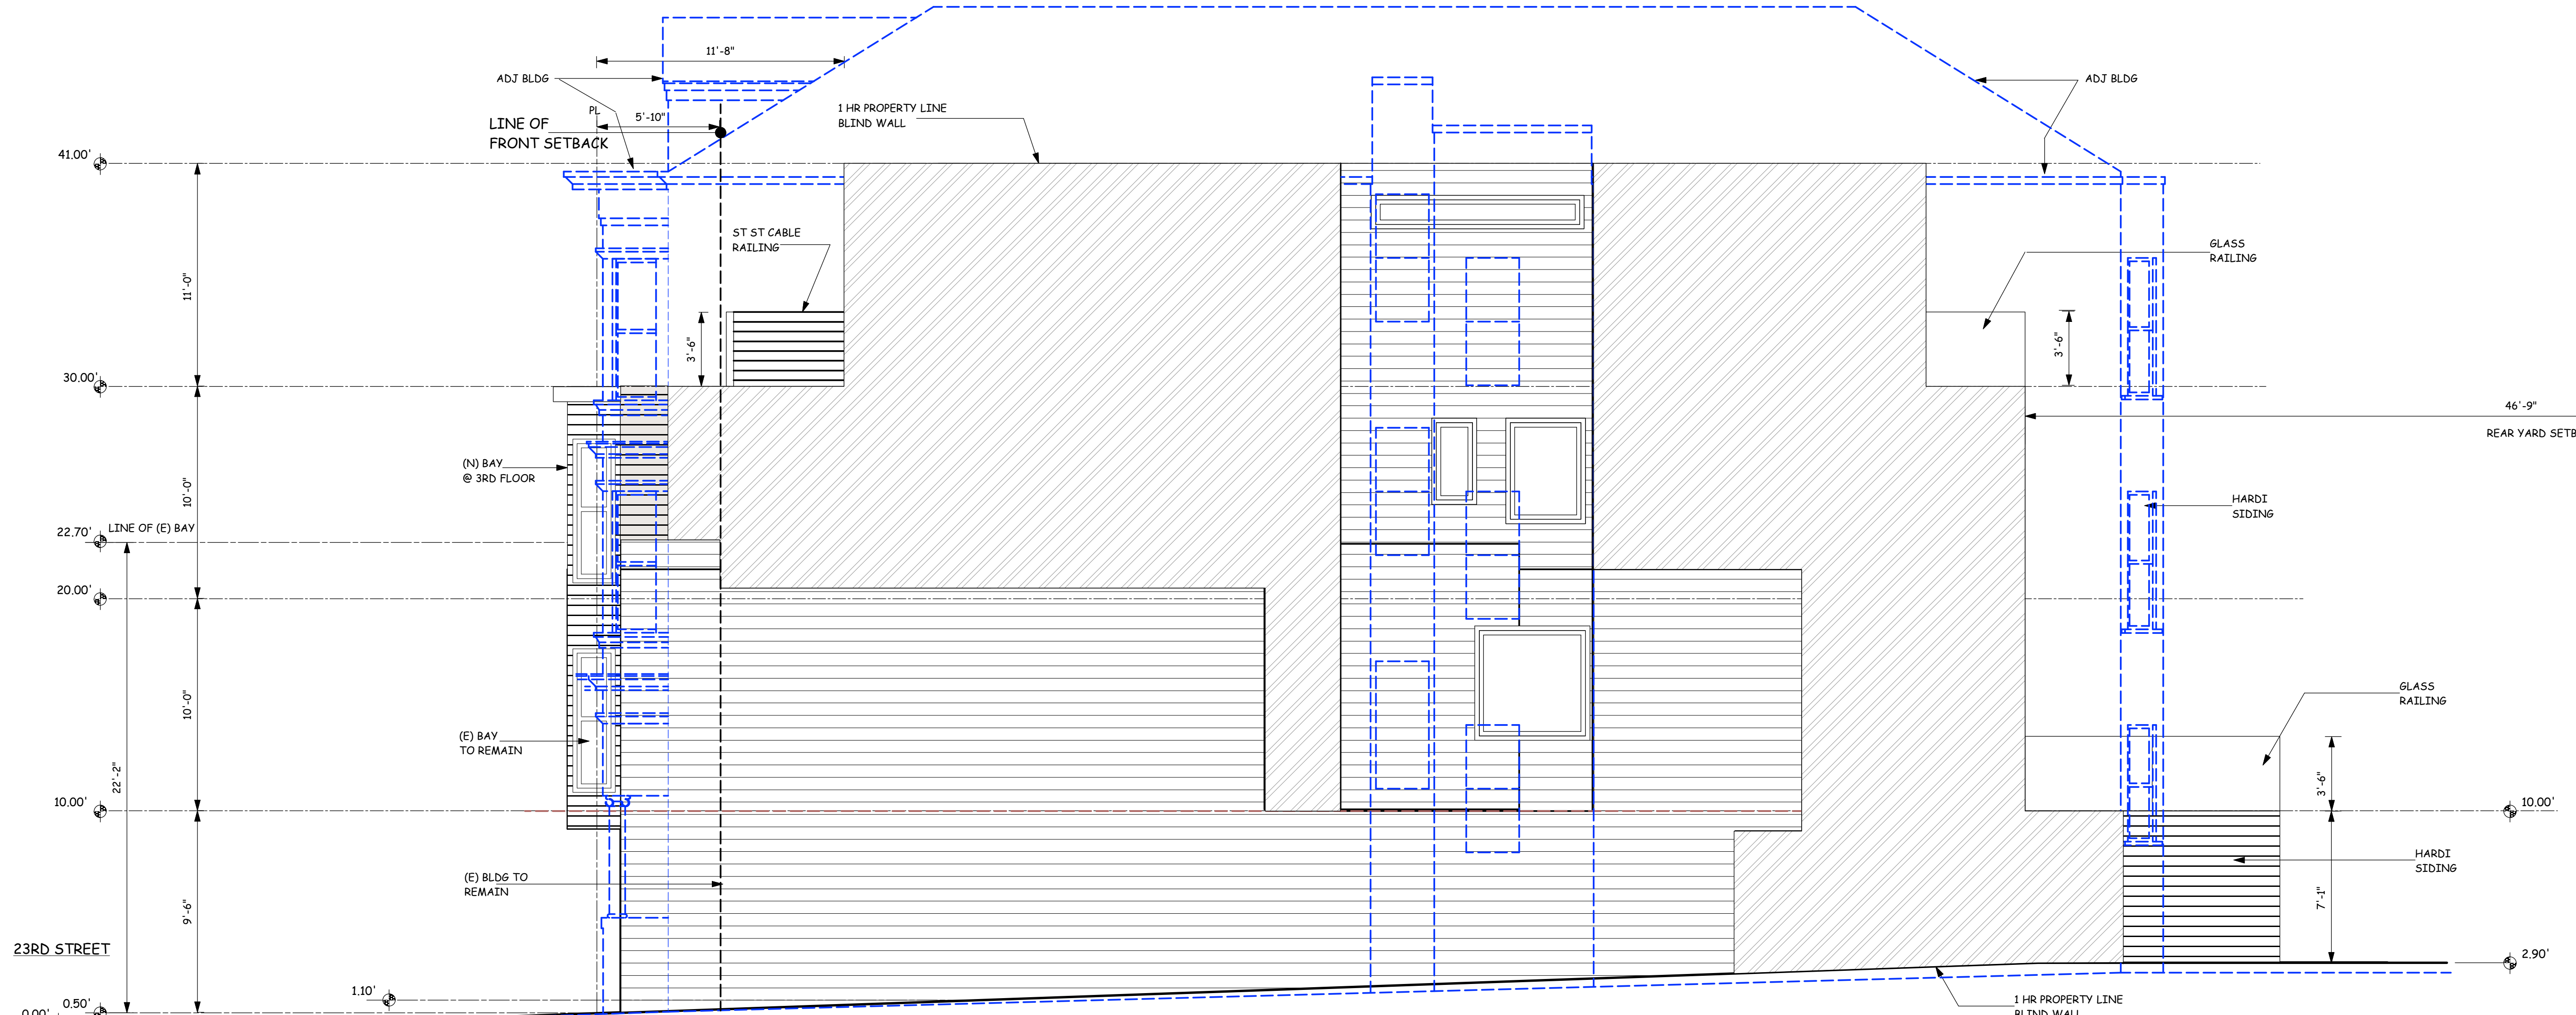 11'-8"
ADJ BLDG
ADJ BLDG
PL
5'-10"
LINE OF
FRONT SETBACK
1 HR PROPERTY LINE
BLIND WALL
41.00'
ST ST CABLE
RAILING
GLASS
RAILING
11'-0"
3'-6"
3'-6"
30.00'
46'-9"
REAR YARD SETB
(N) BAY
@ 3RD FLOOR
10'-0"
HARDI
SIDING
22.70'
LINE OF (E) BAY
20.00'
GLASS
RAILING
10'-0"
(E) BAY
TO REMAIN
22'-2"
3'-6"
10.00'
10.00'
HARDI
SIDING
(E) BLDG TO
REMAIN
9'-6"
7'-1"
23RD STREET
2.90'
1.10'
0.50'
0.00'
1 HR PROPERTY LINE
BLIND WALL